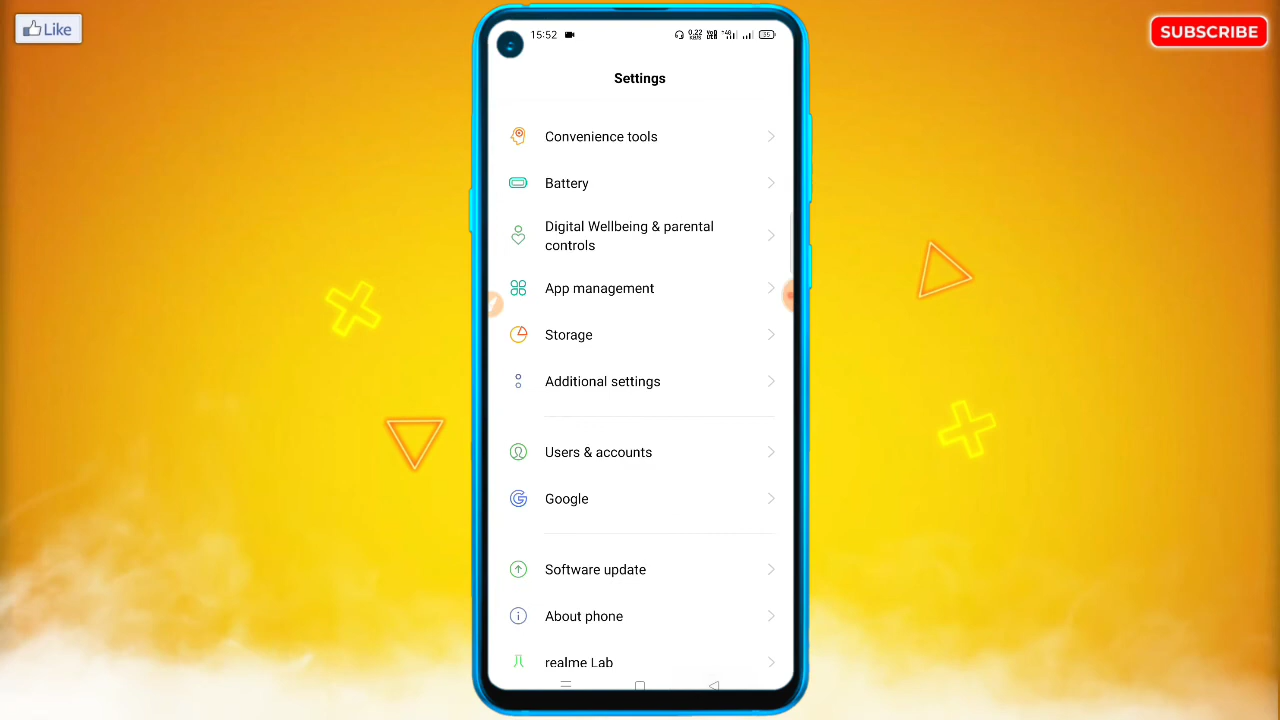 Like
SUBSCRIBE
15:52
35
Settings
Convenience tools
Battery
Digital Wellbeing & parental
controls
App management
Storage
Additional settings
Users & accounts
Google
Software update
About phone
realme Lab